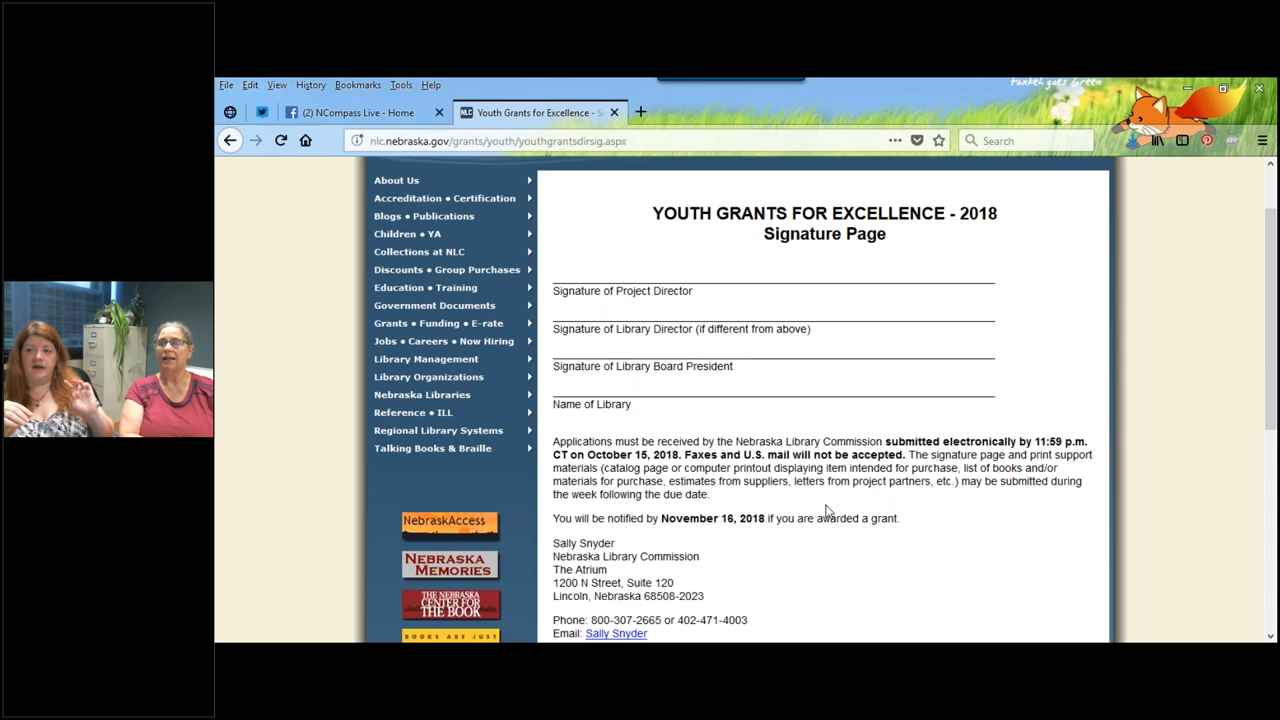 Foxkeh goes Green
File Edit View History Bookmarks Tools Help
(2) NCompass Live - Home
NLC Youth Grants for Excellence - S
nlc.nebraska.gov/grants/youth/youthgrantsdirsig.aspx
Search
About Us
Accreditation • Certification
Blogs • Publications
Children • YA
Collections at NLC
Discounts • Group Purchases
Education • Training
Government Documents
Grants • Funding • E-rate
Jobs • Careers • Now Hiring
Library Management
Library Organizations
Nebraska Libraries
Reference • ILL
Regional Library Systems
Talking Books & Braille
NebraskAccess
NEBRASKA
MEMORIES
THE NEBRASKA
CENTER FOR
THE BOOK
BOOKS ARE JUST
YOUTH GRANTS FOR EXCELLENCE - 2018
Signature Page
Signature of Project Director
Signature of Library Director (if different from above)
Signature of Library Board President
Name of Library
Applications must be received by the Nebraska Library Commission submitted electronically by 11:59 p.m.
CT on October 15, 2018. Faxes and U.S. mail will not be accepted. The signature page and print support
materials (catalog page or computer printout displaying item intended for purchase, list of books and/or
materials for purchase, estimates from suppliers, letters from project partners, etc.) may be submitted during
the week following the due date.
You will be notified by November 16, 2018 if you are awarded a grant.
Sally Snyder
Nebraska Library Commission
The Atrium
1200 N Street, Suite 120
Lincoln, Nebraska 68508-2023
Phone: 800-307-2665 or 402-471-4003
Email: Sally Snyder